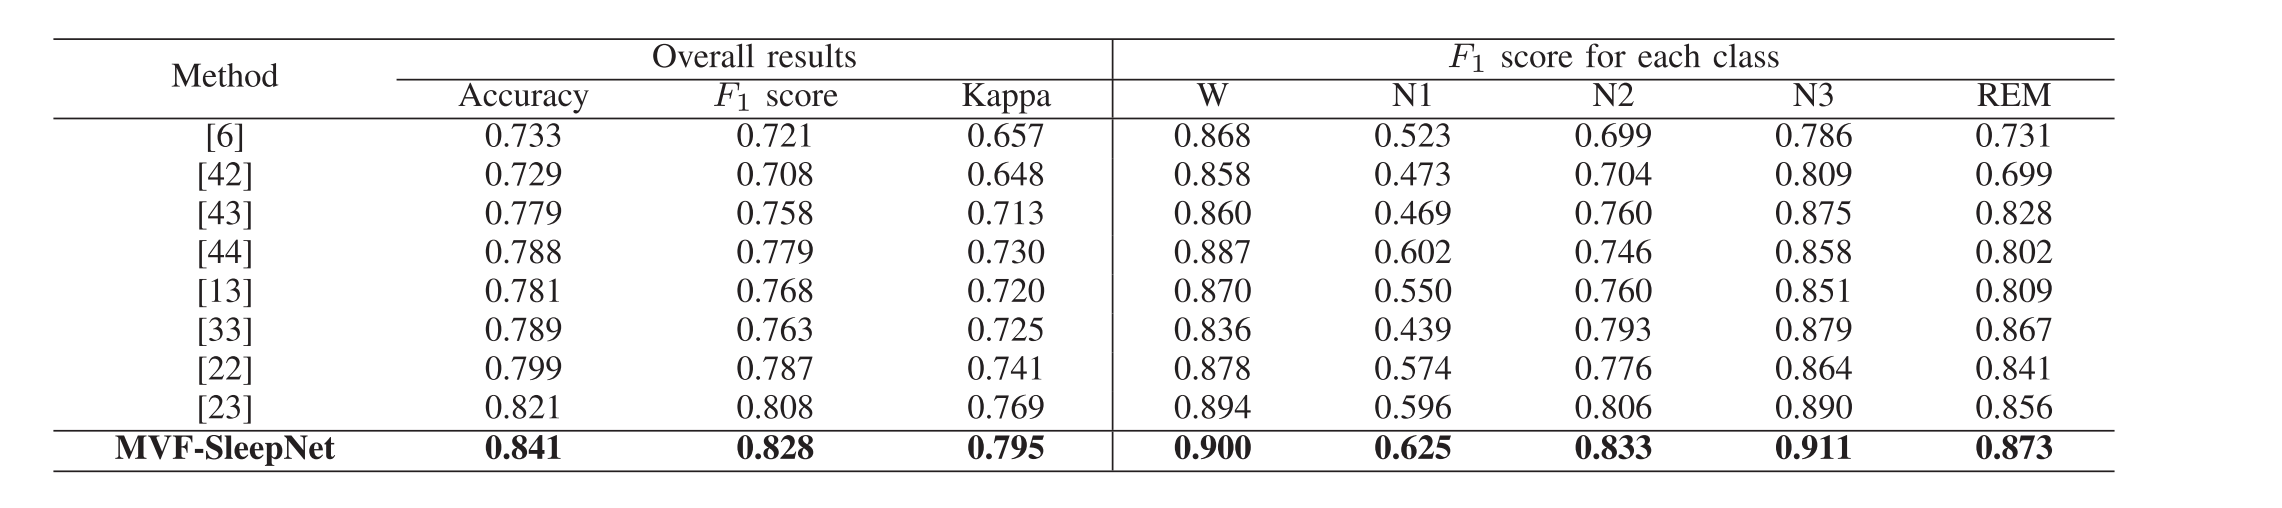 Method Overall results F1 score for each class
Accuracy F1 score Kappa W N1 N2 N3 REM
[6] 0.733 0.721 0.657 0.868 0.523 0.699 0.786 0.731
[42] 0.729 0.708 0.648 0.858 0.473 0.704 0.809 0.699
[43] 0.779 0.758 0.713 0.860 0.469 0.760 0.875 0.828
[44] 0.788 0.779 0.730 0.887 0.602 0.746 0.858 0.802
[13] 0.781 0.768 0.720 0.870 0.550 0.760 0.851 0.809
[33] 0.789 0.763 0.725 0.836 0.439 0.793 0.879 0.867
[22] 0.799 0.787 0.741 0.878 0.574 0.776 0.864 0.841
[23] 0.821 0.808 0.769 0.894 0.596 0.806 0.890 0.856
MVF-SleepNet 0.841 0.828 0.795 0.900 0.625 0.833 0.911 0.873